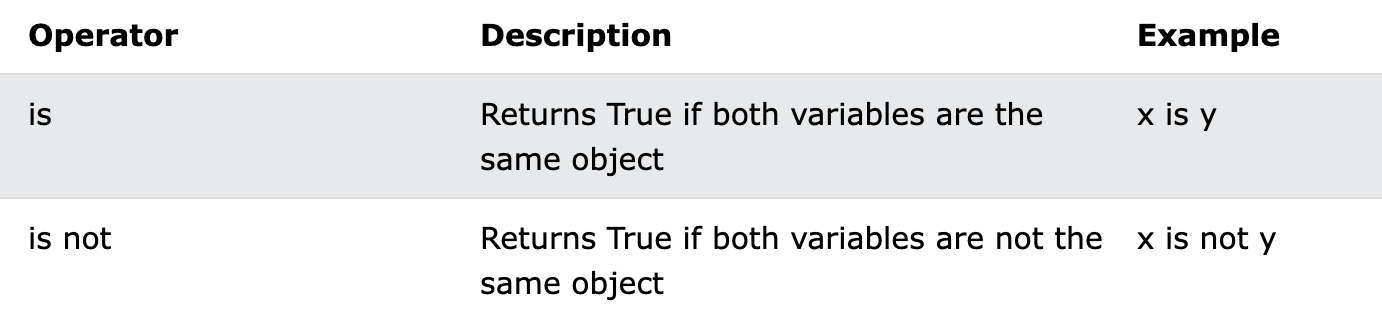 Operator Description Example
is Returns True if both variables are the x is y
same object
is not Returns True if both variables are not the x is not y
same object